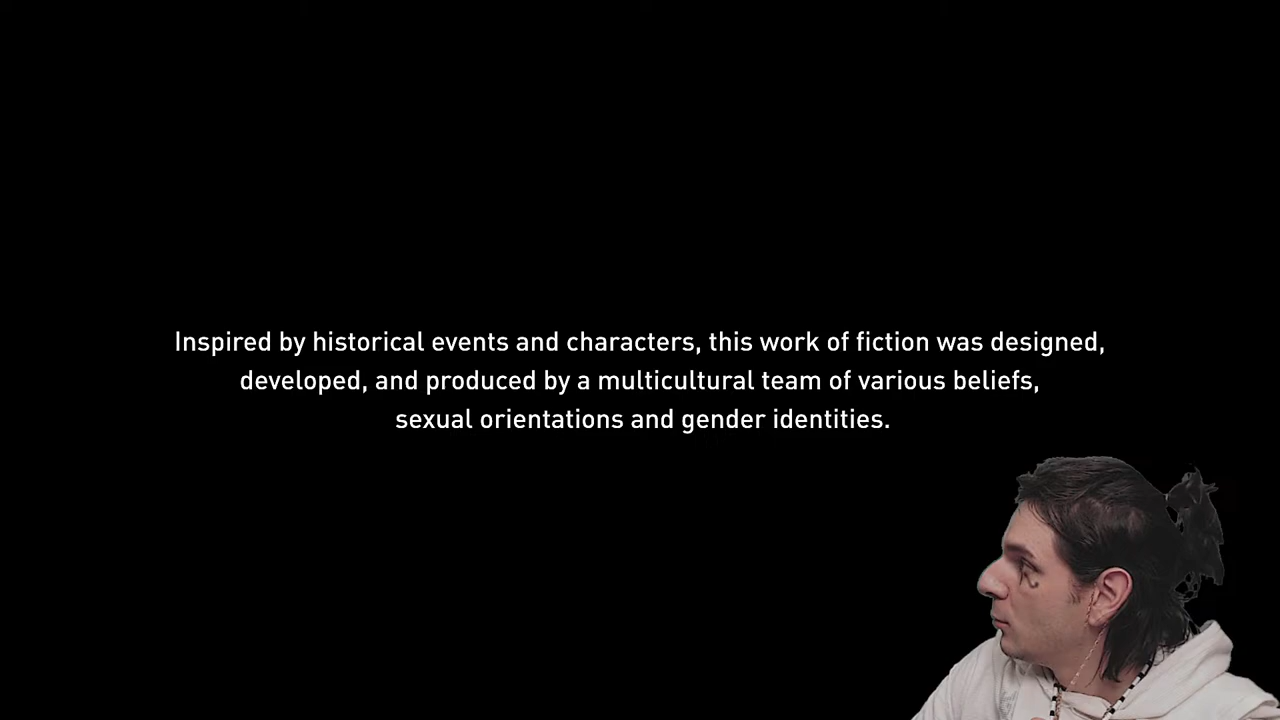 Inspired by historical events and characters, this work of fiction was designed,
developed, and produced by a multicultural team of various beliefs,
sexual orientations and gender identities.